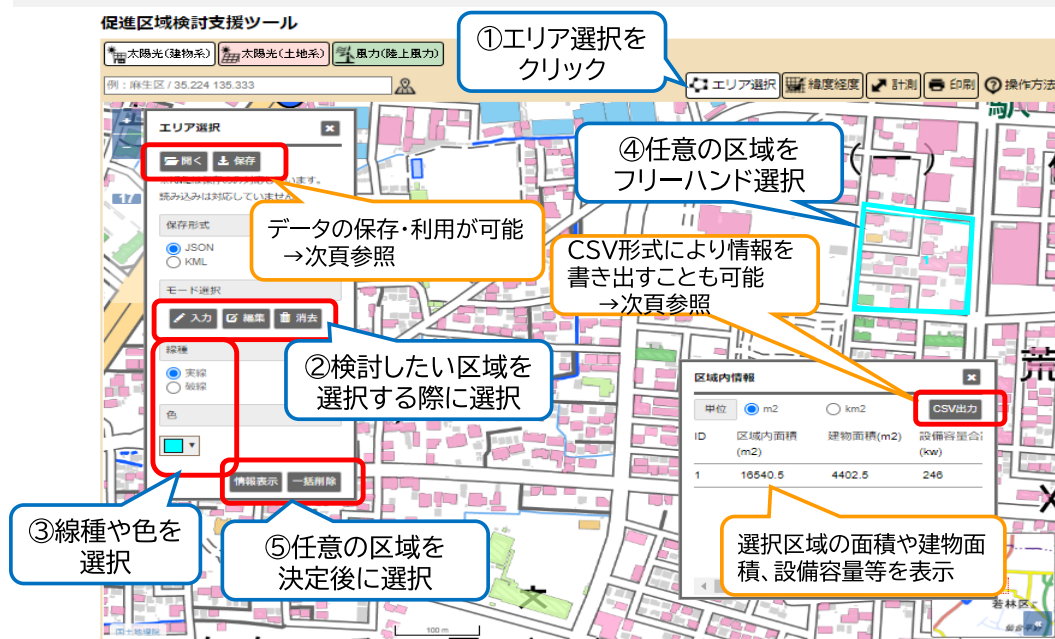 促進区域検討支援ツール
太陽光(建物系)
太陽光(土地系)
風力(陸上風力)
例：麻生区 / 35.224 135.333
①エリア選択を
クリック
エリア選択
緯度経度
計測
印刷
操作方法
エリア選択
開く
保存
読み込みは対応していません
17
データの保存・利用が可能
→次頁参照
保存形式
JSON
KML
モード選択
入力
編集
消去
②検討したい区域を
選択する際に選択
線種
実線
破線
色
情報表示
一括削除
③線種や色を
選択
⑤任意の区域を
決定後に選択
④任意の区域を
フリーハンド選択
(一)
1
CSV形式により情報を
書き出すことも可能
→次頁参照
荒
区域内情報
単位
m2
km2
CSV出力
ID
区域内面積
(m2)
建物面積(m2)
設備容量合
(kw)
1
16540.5
4402.5
246
選択区域の面積や建物面
積、設備容量等を表示
100 m
国土地理院
若林区